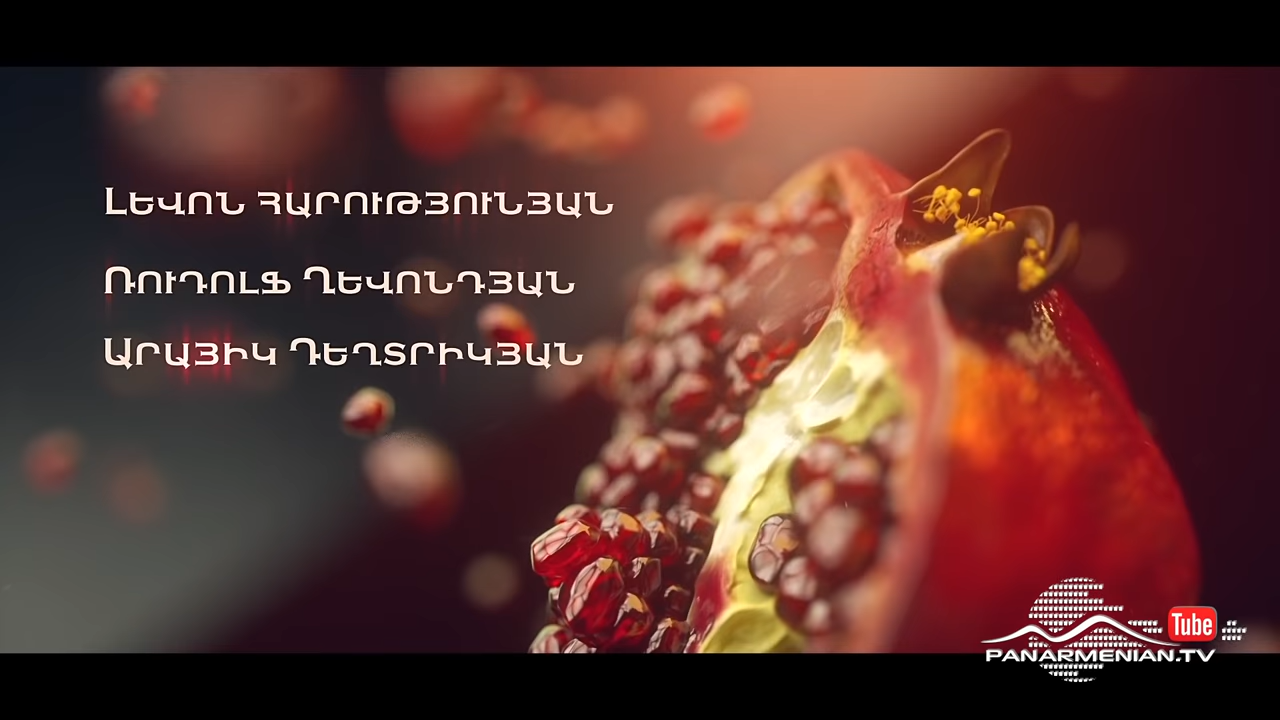 ԼԵՎՈՆ ՀԱՐՈՒԹՅՈՒՆՅԱՆ
ՌՈՒԴՈԼՖ ՂԵՎՈՆԴՅԱՆ
ԱՐԱՅԻԿ ԴԵՂՏՐԻԿՅԱՆ
Tube
PANARMENIAN.TV